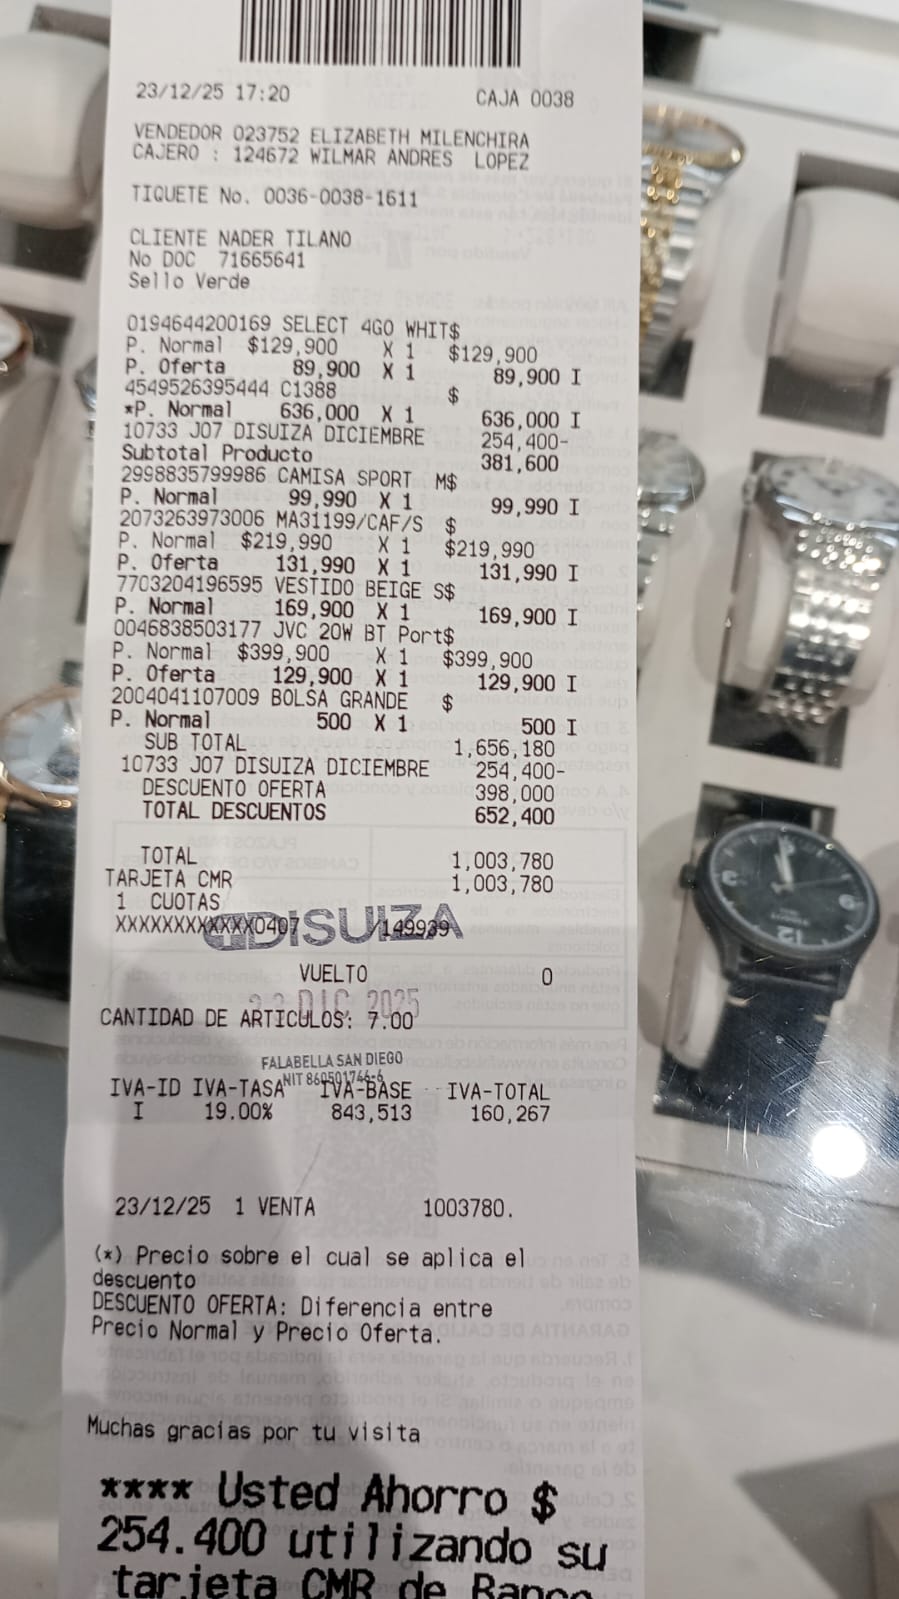 23/12/25 17:20 CAJA 0038
VENDEDOR 023752 ELIZABETH MILENCHIRA
CAJERO : 124672 WILMAR ANDRES LOPEZ
TIQUETE No. 0036-0038-1611
CLIENTE NADER TILANO
No DOC 71665641
Sello Verde
0194644200169 SELECT 4GO WHIT$
P. Normal $129,900 X 1 $129,900
P. Oferta 89,900 X 1 89,900 I
4549526395444 C1388 $
*P. Normal 636,000 X 1 636,000 I
10733 J07 DISUIZA DICIEMBRE 254,400-
Subtotal Producto 381,600
2998835799986 CAMISA SPORT M$
P. Normal 99,990 X 1 99,990 I
2073263973006 MA31199/CAF/S $
P. Normal $219,990 X 1 $219,990
P. Oferta 131,990 X 1 131,990 I
7703204196595 VESTIDO BEIGE S$
P. Normal 169,900 X 1 169,900 I
0046838503177 JVC 20W BT Port$
P. Normal $399,900 X 1 $399,900
P. Oferta 129,900 X 1 129,900 I
2004041107009 BOLSA GRANDE $
P. Normal 500 X 1 500 I
SUB TOTAL 1,656,180
10733 J07 DISUIZA DICIEMBRE 254,400-
DESCUENTO OFERTA 398,000
TOTAL DESCUENTOS 652,400
TOTAL 1,003,780
TARJETA CMR 1,003,780
1 CUOTAS
XXXXXXXXXXXXX0407 149939
DISUIZA
VUELTO 0
23 DIC 2025
CANTIDAD DE ARTICULOS: 7.00
FALABELLA SAN DIEGO
NIT 860501746-6
IVA-ID IVA-TASA IVA-BASE IVA-TOTAL
I 19.00% 843,513 160,267
23/12/25 1 VENTA 1003780.
(*) Precio sobre el cual se aplica el
descuento
DESCUENTO OFERTA: Diferencia entre
Precio Normal y Precio Oferta.
Muchas gracias por tu visita
**** Usted Ahorro $
254.400 utilizando su
tarjeta CMR de Banco